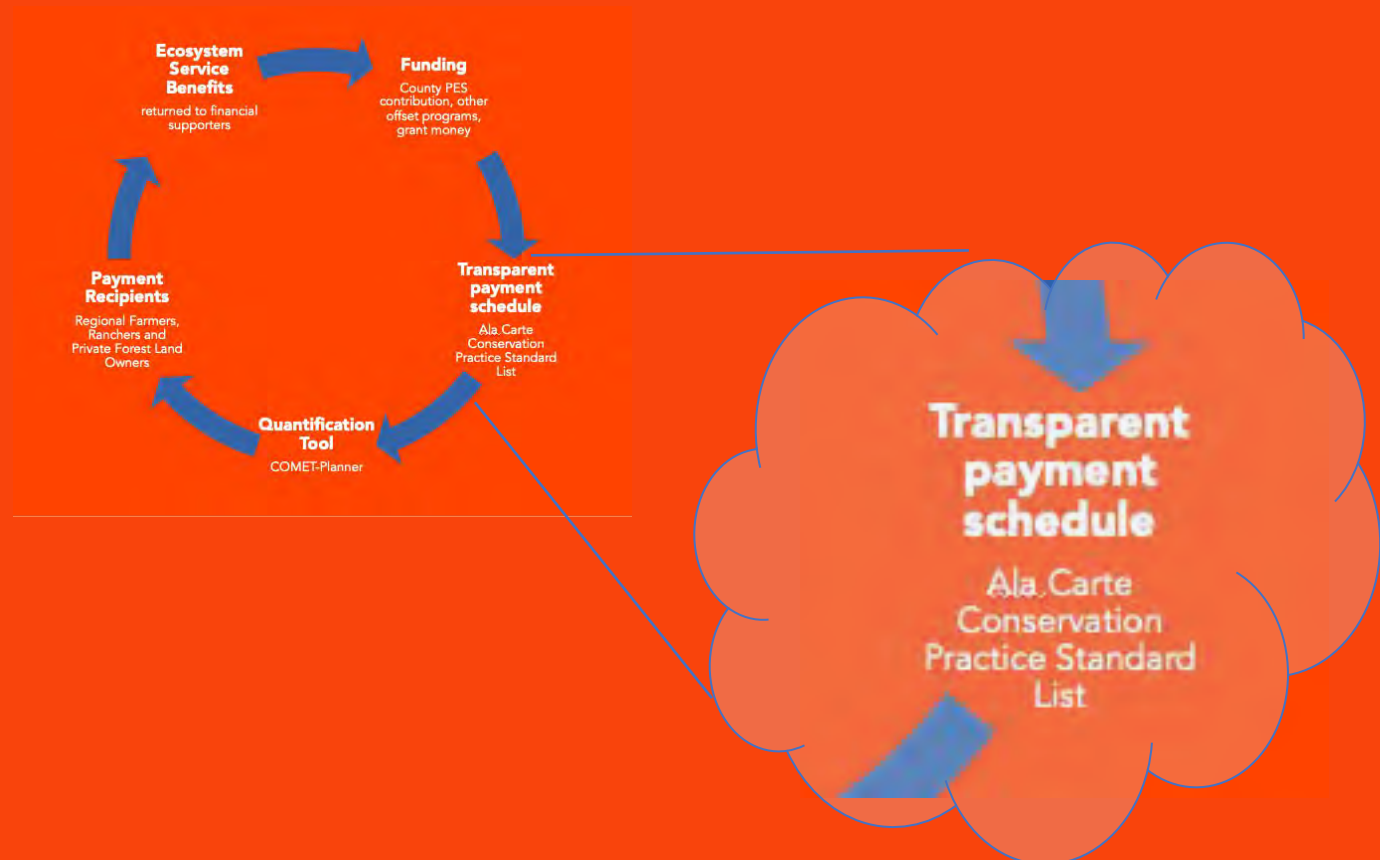 Ecosystem
Service
Benefits
returned to financial
supporters
Funding
County PES
contribution, other
offset programs,
grant money
Transparent
payment
schedule
Ala Carte
Conservation
Practice Standard
List
Quantification
Tool
COMET-Planner
Payment
Recipients
Regional Farmers,
Ranchers and
Private Forest Land
Owners
Transparent
payment
schedule
Ala Carte
Conservation
Practice Standard
List